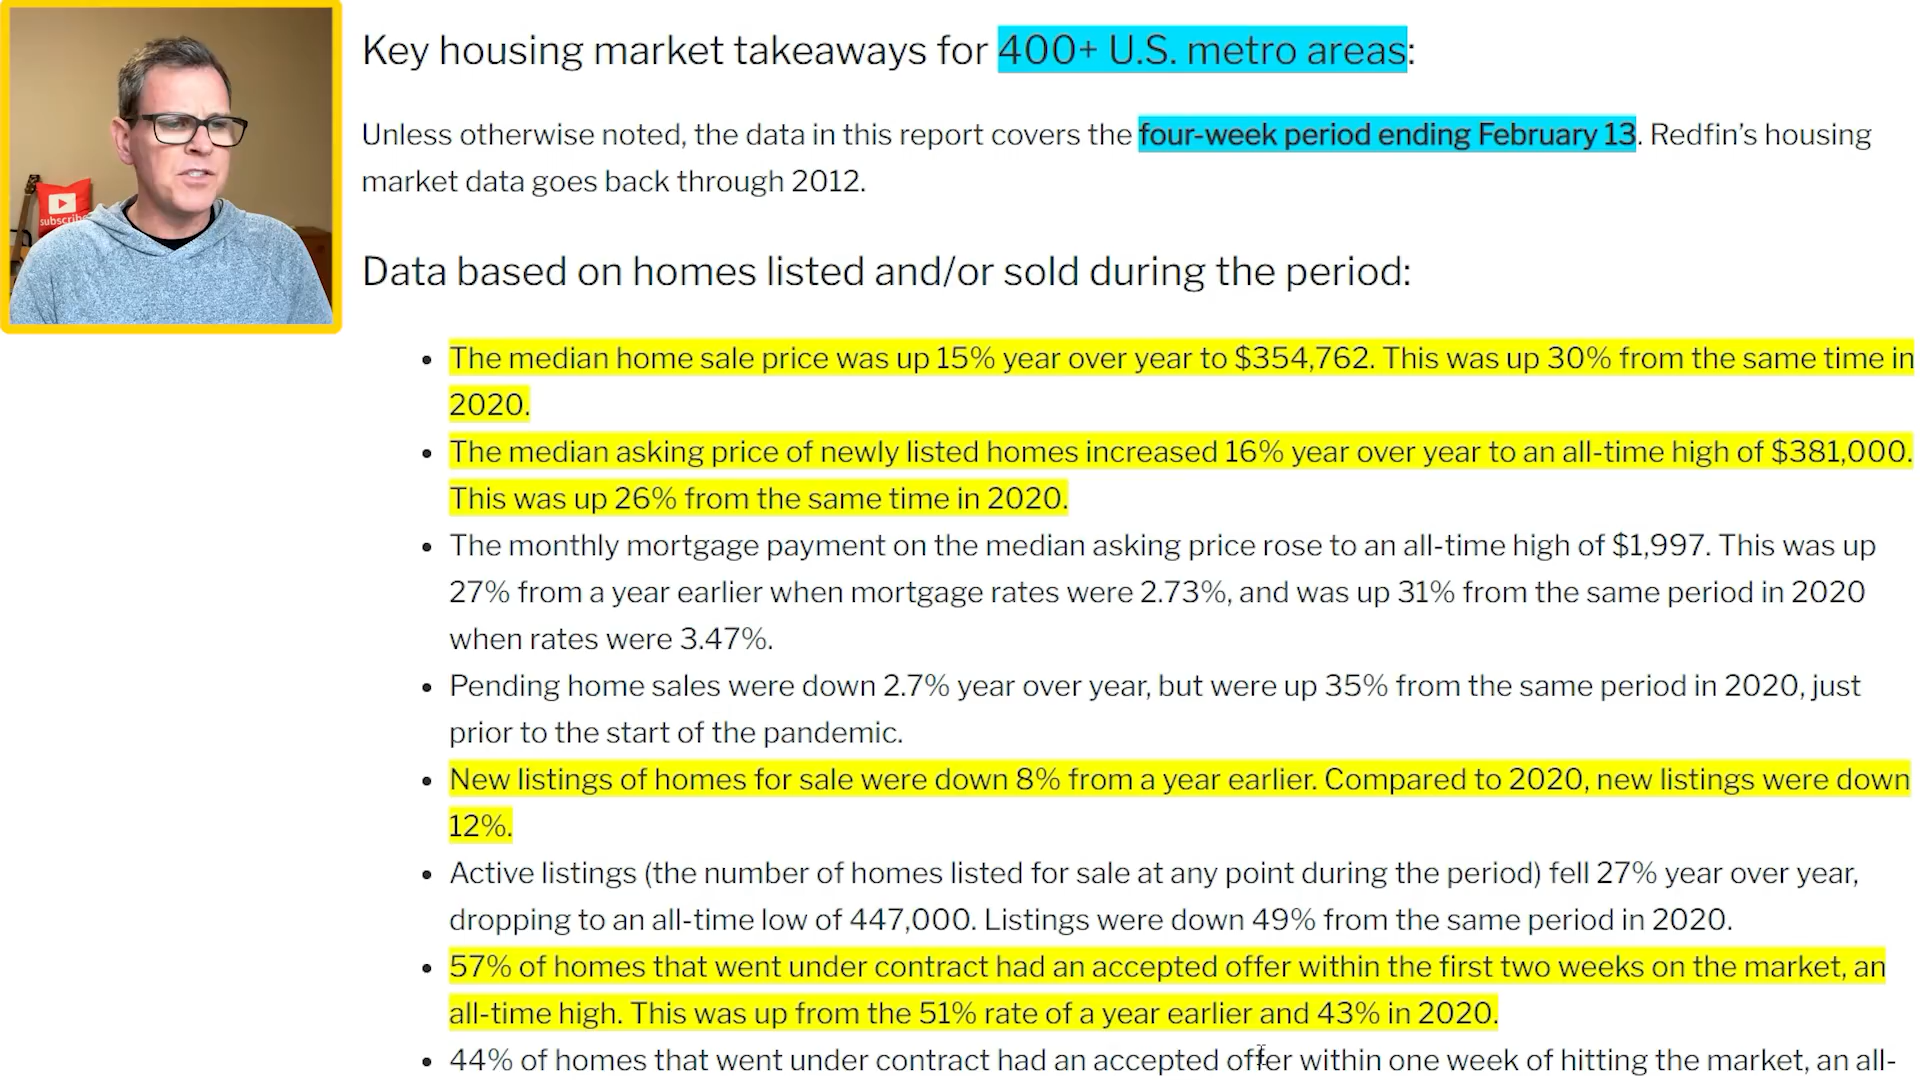 Key housing market takeaways for 400+ U.S. metro areas:
Unless otherwise noted, the data in this report covers the four-week period ending February 13. Redfin’s housing
market data goes back through 2012.
subscribe
Data based on homes listed and/or sold during the period:
• The median home sale price was up 15% year over year to $354,762. This was up 30% from the same time in
2020.
• The median asking price of newly listed homes increased 16% year over year to an all-time high of $381,000.
This was up 26% from the same time in 2020.
• The monthly mortgage payment on the median asking price rose to an all-time high of $1,997. This was up
27% from a year earlier when mortgage rates were 2.73%, and was up 31% from the same period in 2020
when rates were 3.47%.
• Pending home sales were down 2.7% year over year, but were up 35% from the same period in 2020, just
prior to the start of the pandemic.
• New listings of homes for sale were down 8% from a year earlier. Compared to 2020, new listings were down
12%.
• Active listings (the number of homes listed for sale at any point during the period) fell 27% year over year,
dropping to an all-time low of 447,000. Listings were down 49% from the same period in 2020.
• 57% of homes that went under contract had an accepted offer within the first two weeks on the market, an
all-time high. This was up from the 51% rate of a year earlier and 43% in 2020.
• 44% of homes that went under contract had an accepted offer within one week of hitting the market, an all-